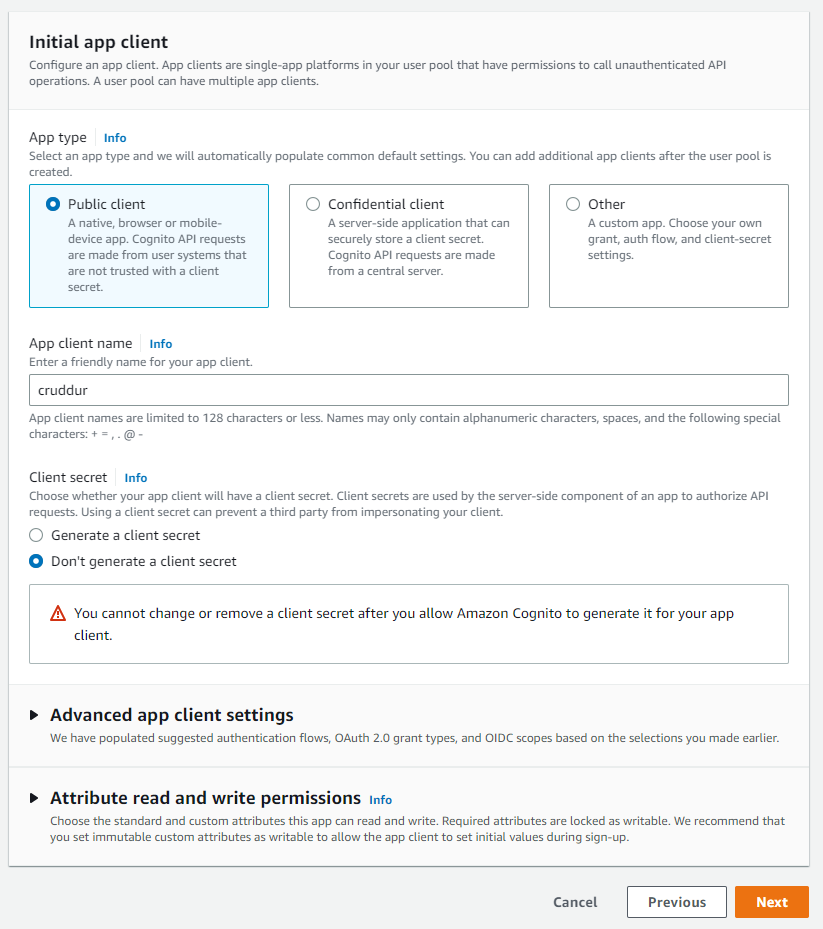 Initial app client
Configure an app client. App clients are single-app platforms in your user pool that have permissions to call unauthenticated API
operations. A user pool can have multiple app clients.
App type Info
Select an app type and we will automatically populate common default settings. You can add additional app clients after the user pool is
created.
Public client
A native, browser or mobile-
device app. Cognito API requests
are made from user systems that
are not trusted with a client
secret.
Confidential client
A server-side application that can
securely store a client secret.
Cognito API requests are made
from a central server.
Other
A custom app. Choose your own
grant, auth flow, and client-secret
settings.
App client name Info
Enter a friendly name for your app client.
cruddur
App client names are limited to 128 characters or less. Names may only contain alphanumeric characters, spaces, and the following special
characters: + = , . @ -
Client secret Info
Choose whether your app client will have a client secret. Client secrets are used by the server-side component of an app to authorize API
requests. Using a client secret can prevent a third party from impersonating your client.
Generate a client secret
Don't generate a client secret
You cannot change or remove a client secret after you allow Amazon Cognito to generate it for your app
client.
Advanced app client settings
We have populated suggested authentication flows, OAuth 2.0 grant types, and OIDC scopes based on the selections you made earlier.
Attribute read and write permissions Info
Choose the standard and custom attributes this app can read and write. Required attributes are locked as writable. We recommend that
you set immutable custom attributes as writable to allow the app client to set initial values during sign-up.
Cancel Previous Next